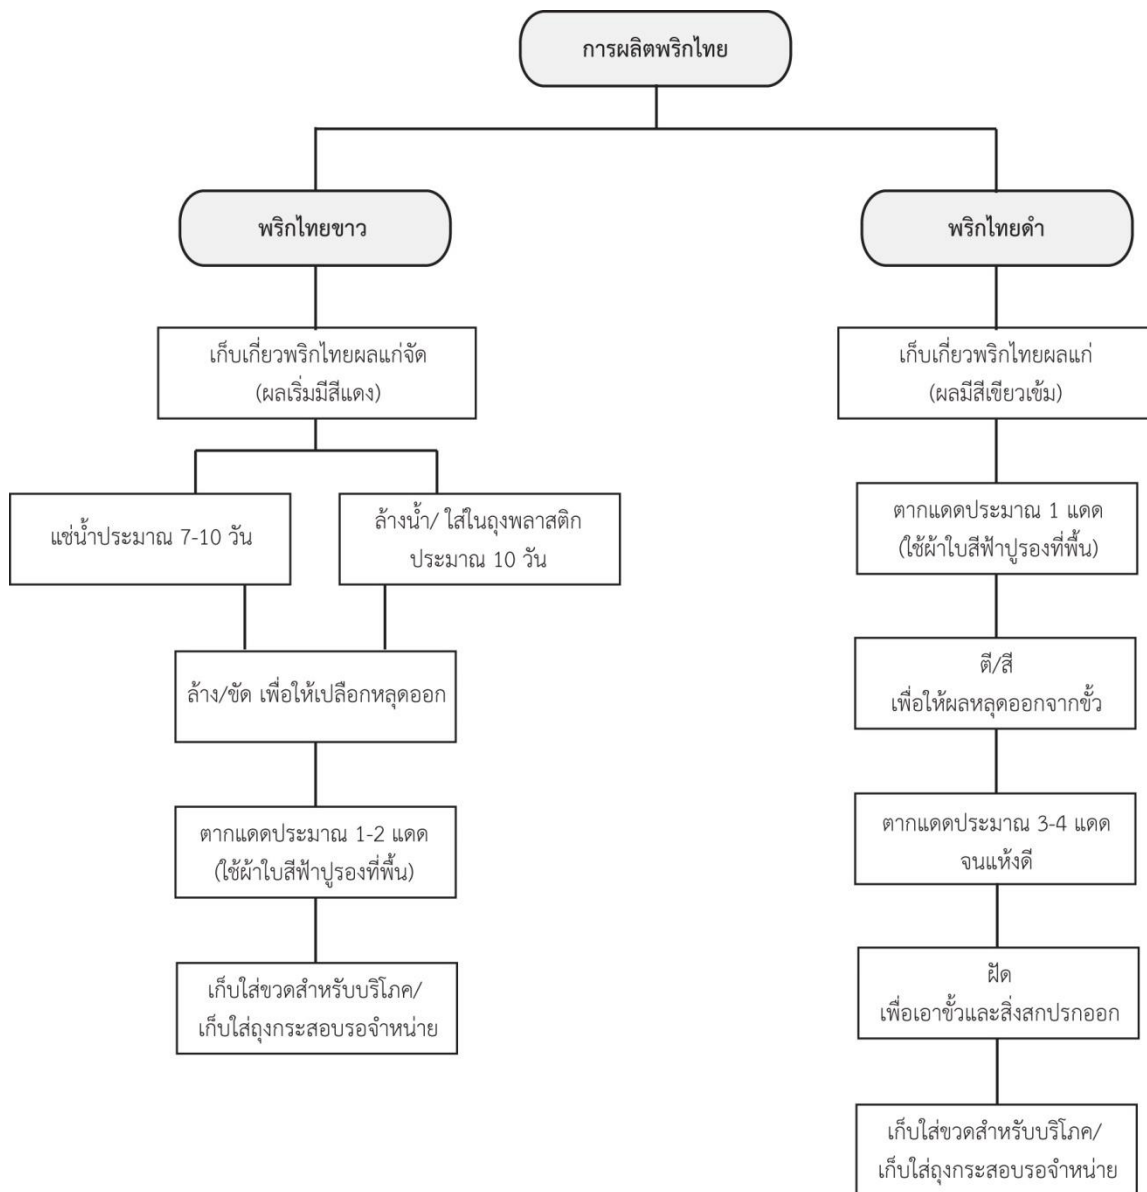 การผลิตพริกไทย
พริกไทยขาว
เก็บเกี่ยวพริกไทยผลแก่จัด
(ผลเริ่มมีสีแดง)
แช่น้ำประมาณ 7-10 วัน
ล้างน้ำ/ ใส่ในถุงพลาสติก
ประมาณ 10 วัน
ล้าง/ขัด เพื่อให้เปลือกหลุดออก
ตากแดดประมาณ 1-2 แดด
(ใช้ผ้าใบสีฟ้าปูรองที่พื้น)
เก็บใส่ขวดสำหรับบริโภค/
เก็บใส่ถุงกระสอบรอจำหน่าย
พริกไทยดำ
เก็บเกี่ยวพริกไทยผลแก่
(ผลมีสีเขียวเข้ม)
ตากแดดประมาณ 1 แดด
(ใช้ผ้าใบสีฟ้าปูรองที่พื้น)
ตี/สี
เพื่อให้ผลหลุดออกจากขั้ว
ตากแดดประมาณ 3-4 แดด
จนแห้งดี
ฝัด
เพื่อเอาขั้วและสิ่งสกปรกออก
เก็บใส่ขวดสำหรับบริโภค/
เก็บใส่ถุงกระสอบรอจำหน่าย